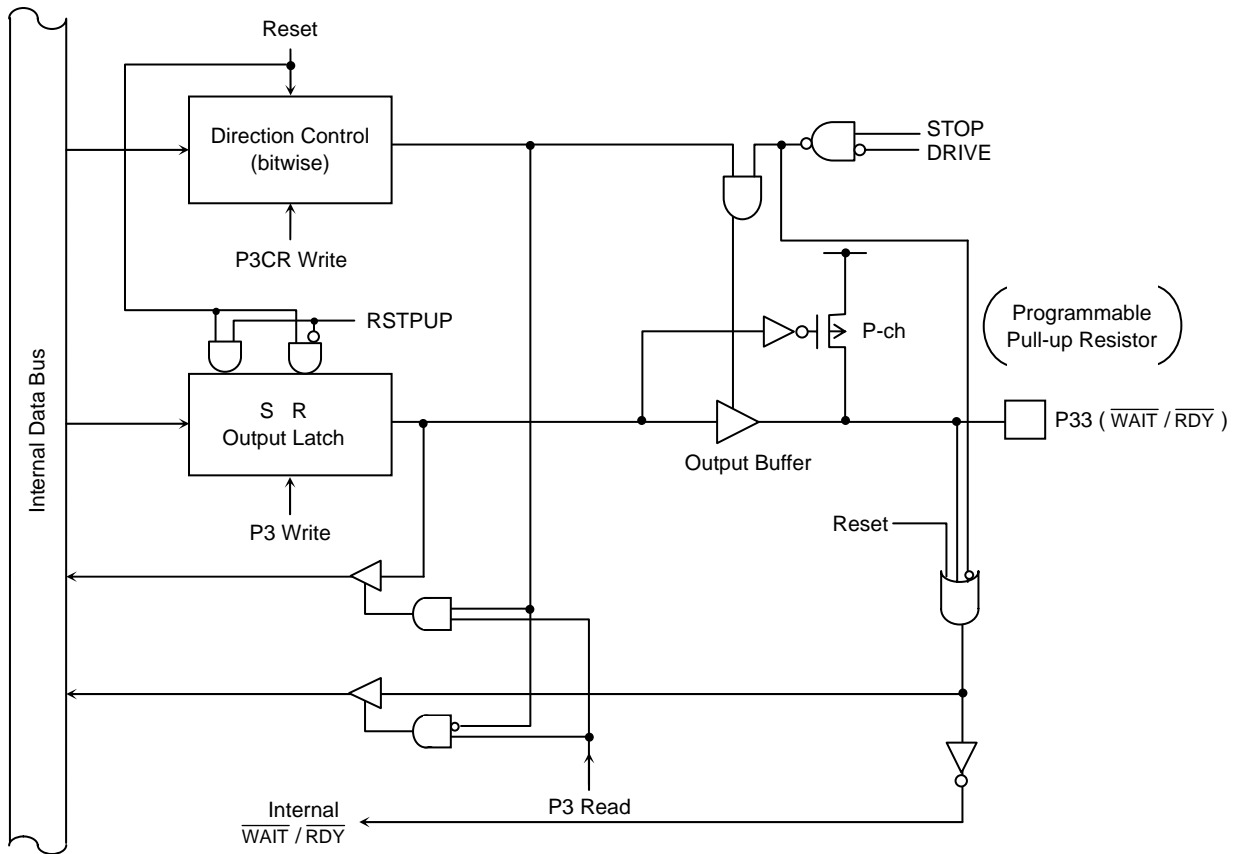 Reset
Direction Control
(bitwise)
STOP
DRIVE
P3CR Write
RSTPUP
P-ch
Programmable
Pull-up Resistor
Internal Data Bus
S R
Output Latch
Output Buffer
P33 ( WAIT / RDY )
P3 Write
Reset
P3 Read
Internal
WAIT / RDY